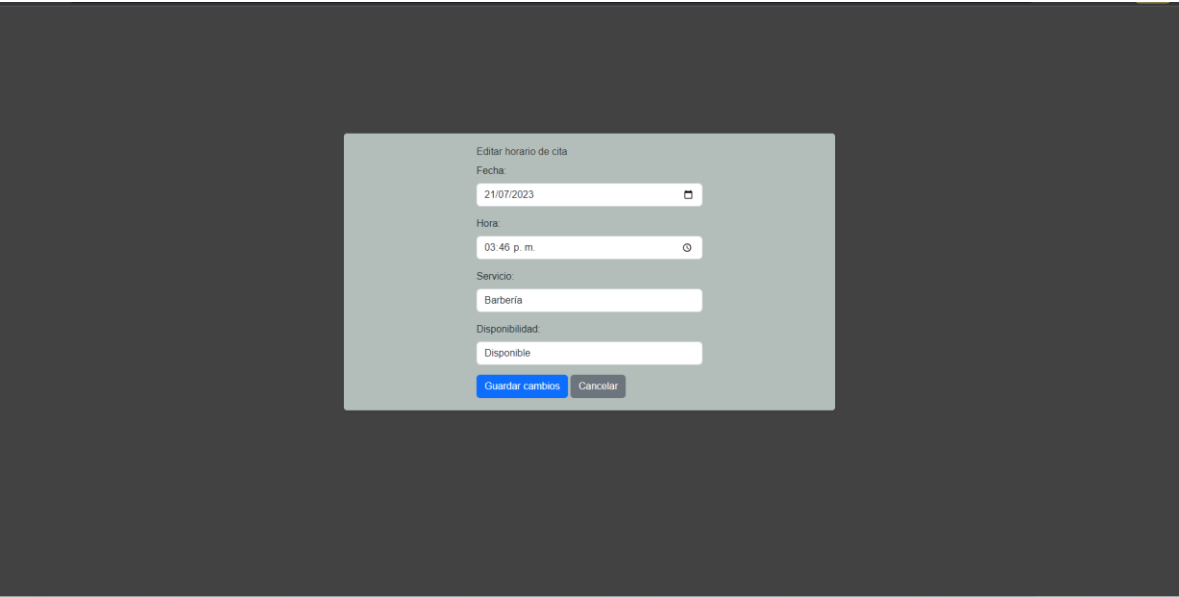 Editar horario de cita
Fecha:
21/07/2023
Hora:
03:46 p. m.
Servicio:
Barbería
Disponibilidad:
Disponible
Guardar cambios Cancelar